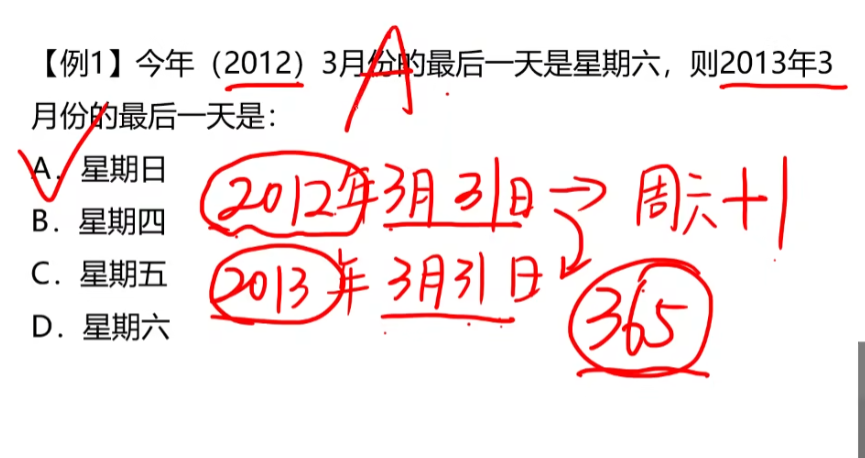 【例1】今年（2012）3月份的最后一天是星期六，则2013年3
月份的最后一天是：
A
A．星期日
B．星期四
C．星期五
D．星期六
2012年3月31日→周六+1
2013年3月31日
365